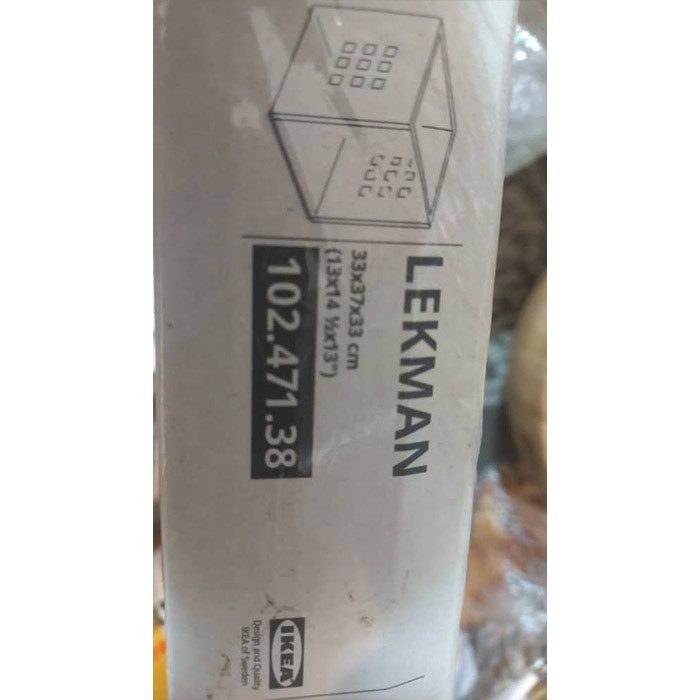 LEKMAN
33x37x33 cm
(13x14 ½x13")
102.471.38
IKEA
Design and Quality
IKEA of Sweden